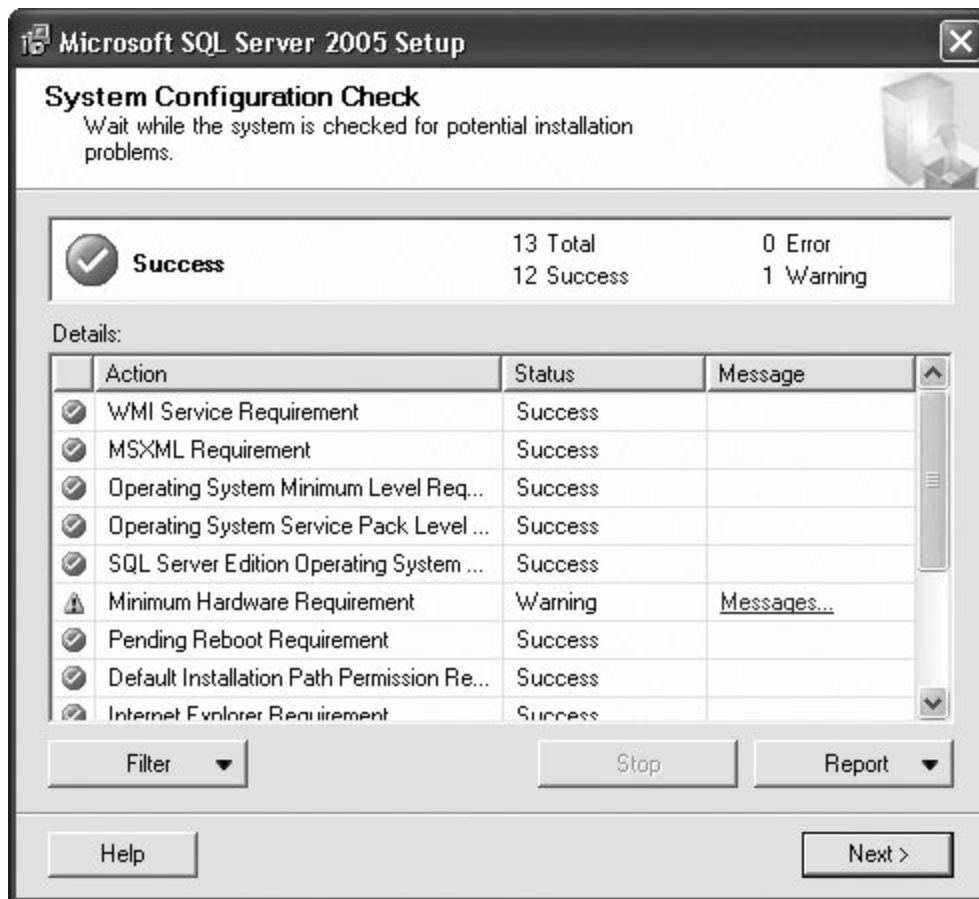 Microsoft SQL Server 2005 Setup
System Configuration Check
Wait while the system is checked for potential installation
problems.
Success
13 Total
0 Error
12 Success
1 Warning
Details:
Action Status Message
WMI Service Requirement Success
MSXML Requirement Success
Operating System Minimum Level Req... Success
Operating System Service Pack Level ... Success
SQL Server Edition Operating System ... Success
Minimum Hardware Requirement Warning Messages...
Pending Reboot Requirement Success
Default Installation Path Permission Re... Success
Internet Explorer Requirement Success
Filter Stop Report
Help Next >